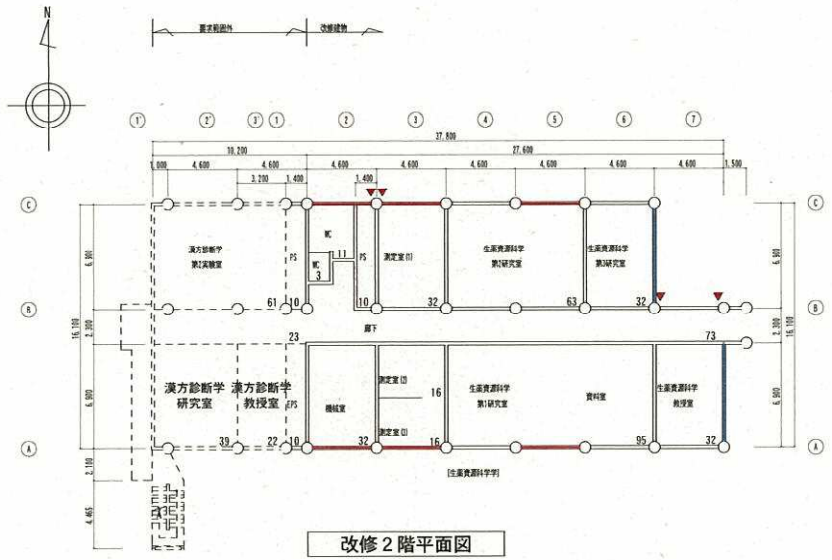 N
要求範囲外 改修建物
1' 2' 3' 1 2 3 4 5 6 7
37,800
10,200 27,600
1,000 4,600 4,600 4,600 4,600 4,600 4,600 4,600 4,600 1,500
3,200 1,400 1,400
C C
漢方診断学
第2実験室
PS
WC
WC
3
11
PS
測定室(1)
生薬資源科学
第2研究室
生薬資源科学
第3研究室
6,901 6,900
61 10 10 32 63 32
B B
16,100 2,300 廊下 2,300 16,100
23 73
漢方診断学
研究室
漢方診断学
教授室
EPS
機械室
測定室(2)
16
測定室(3)
生薬資源科学
第1研究室
資料室
生薬資源科学
教授室
6,900 6,900
39 22 10 32 16 95 32
A A
2,100
[生薬資源科学学]
4,465
改修2階平面図